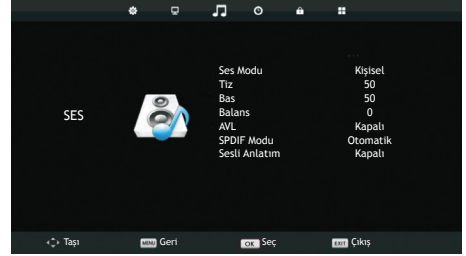 Ses Modu Kişisel
Tiz 50
Bas 50
SES
Balans 0
AVL Kapalı
SPDIF Modu Otomatik
Sesli Anlatım Kapalı
Taşı MENU Geri OK Seç EXIT Çıkış